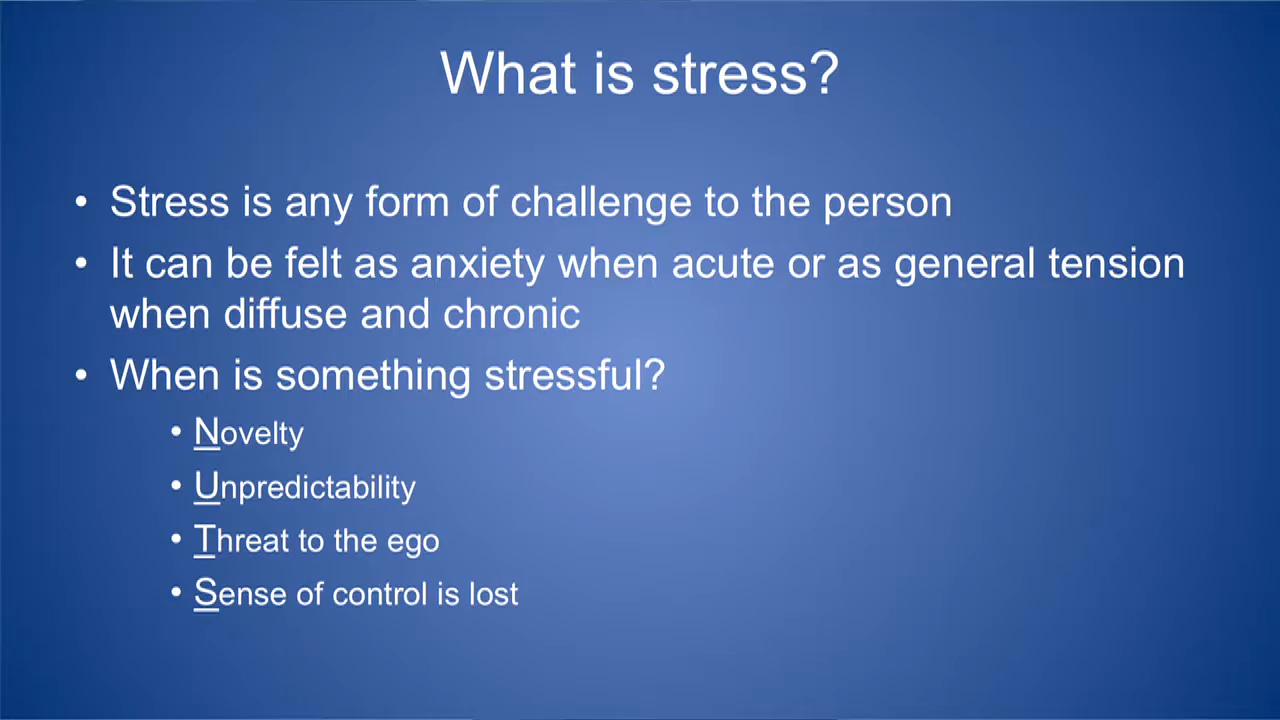 What is stress?
• Stress is any form of challenge to the person
• It can be felt as anxiety when acute or as general tension
when diffuse and chronic
• When is something stressful?
• Novelty
• Unpredictability
• Threat to the ego
• Sense of control is lost